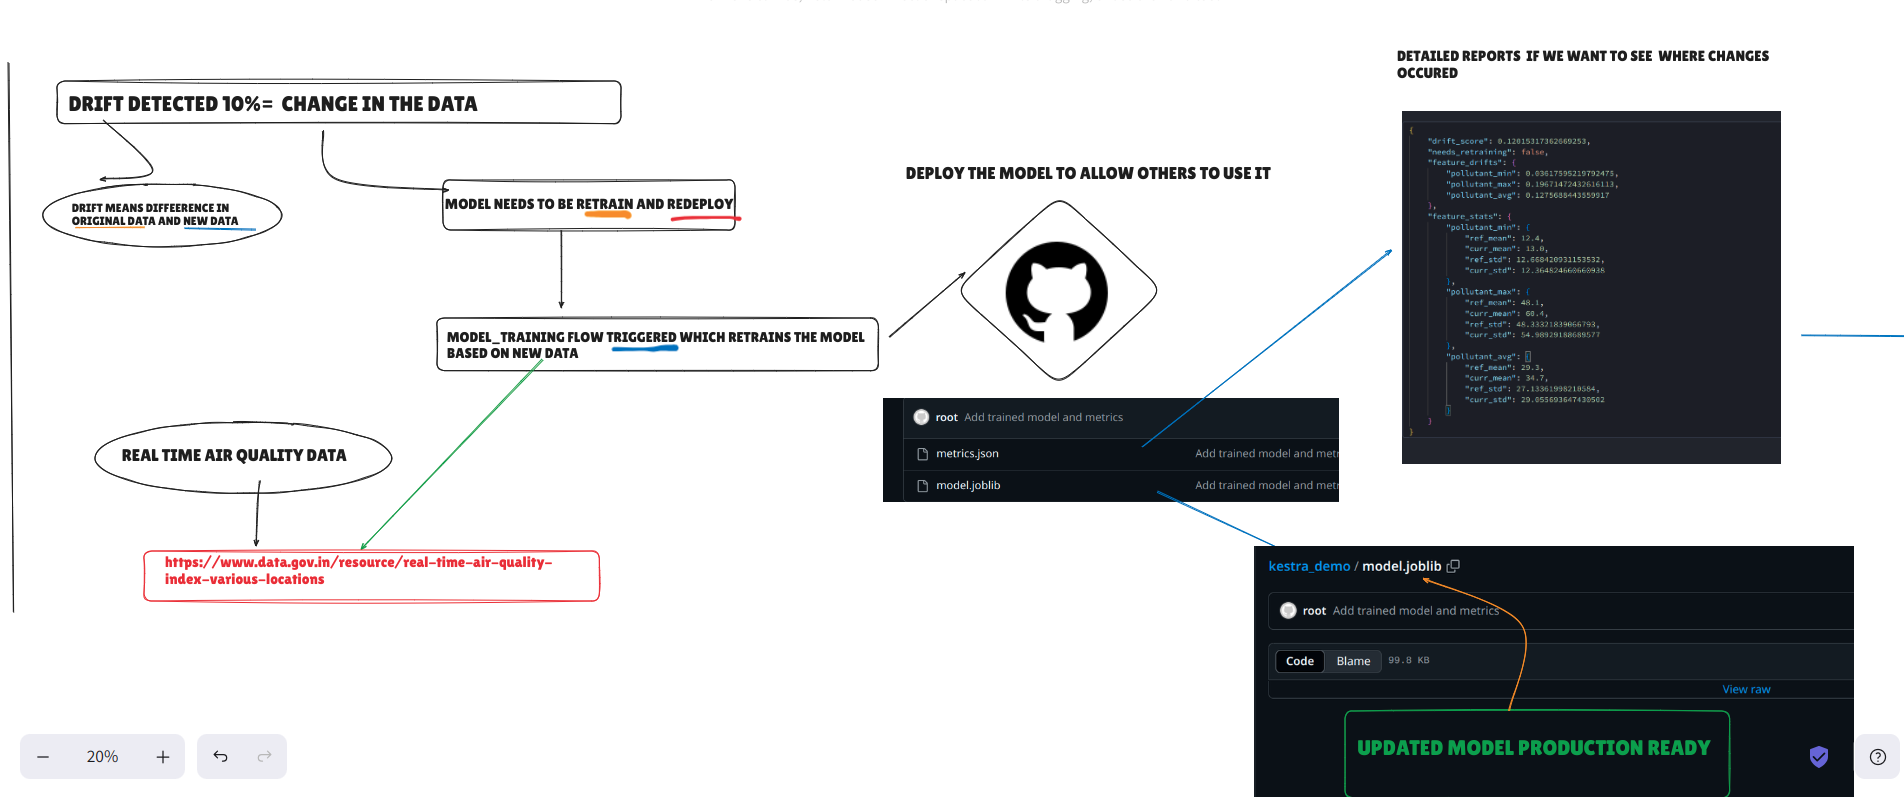 DRIFT DETECTED 10%= CHANGE IN THE DATA
DRIFT MEANS DIFFEERENCE IN
ORIGINAL DATA AND NEW DATA
MODEL NEEDS TO BE RETRAIN AND REDEPLOY
MODEL_TRAINING FLOW TRIGGERED WHICH RETRAINS THE MODEL
BASED ON NEW DATA
REAL TIME AIR QUALITY DATA
https://www.data.gov.in/resource/real-time-air-quality-
index-various-locations
DEPLOY THE MODEL TO ALLOW OTHERS TO USE IT
root Add trained model and metrics
metrics.json Add trained model and metr
model.joblib Add trained model and metr
DETAILED REPORTS IF WE WANT TO SEE WHERE CHANGES
OCCURED
{
"drift_score": 0.12015317362669253,
"needs_retraining": false,
"feature_drifts": {
"pollutant_min": 0.03617595219792475,
"pollutant_max": 0.19671472432616113,
"pollutant_avg": 0.1275688443559917
},
"feature_stats": {
"pollutant_min": {
"ref_mean": 12.4,
"curr_mean": 13.0,
"ref_std": 12.668420931153532,
"curr_std": 12.364824660660938
},
"pollutant_max": {
"ref_mean": 48.1,
"curr_mean": 60.4,
"ref_std": 48.33321839066793,
"curr_std": 54.98929188609577
},
"pollutant_avg": {
"ref_mean": 29.3,
"curr_mean": 34.7,
"ref_std": 27.13361998210584,
"curr_std": 29.055693647430502
}
}
}
kestra_demo / model.joblib
root Add trained model and metrics
Code Blame 99.8 KB
View raw
UPDATED MODEL PRODUCTION READY
20%